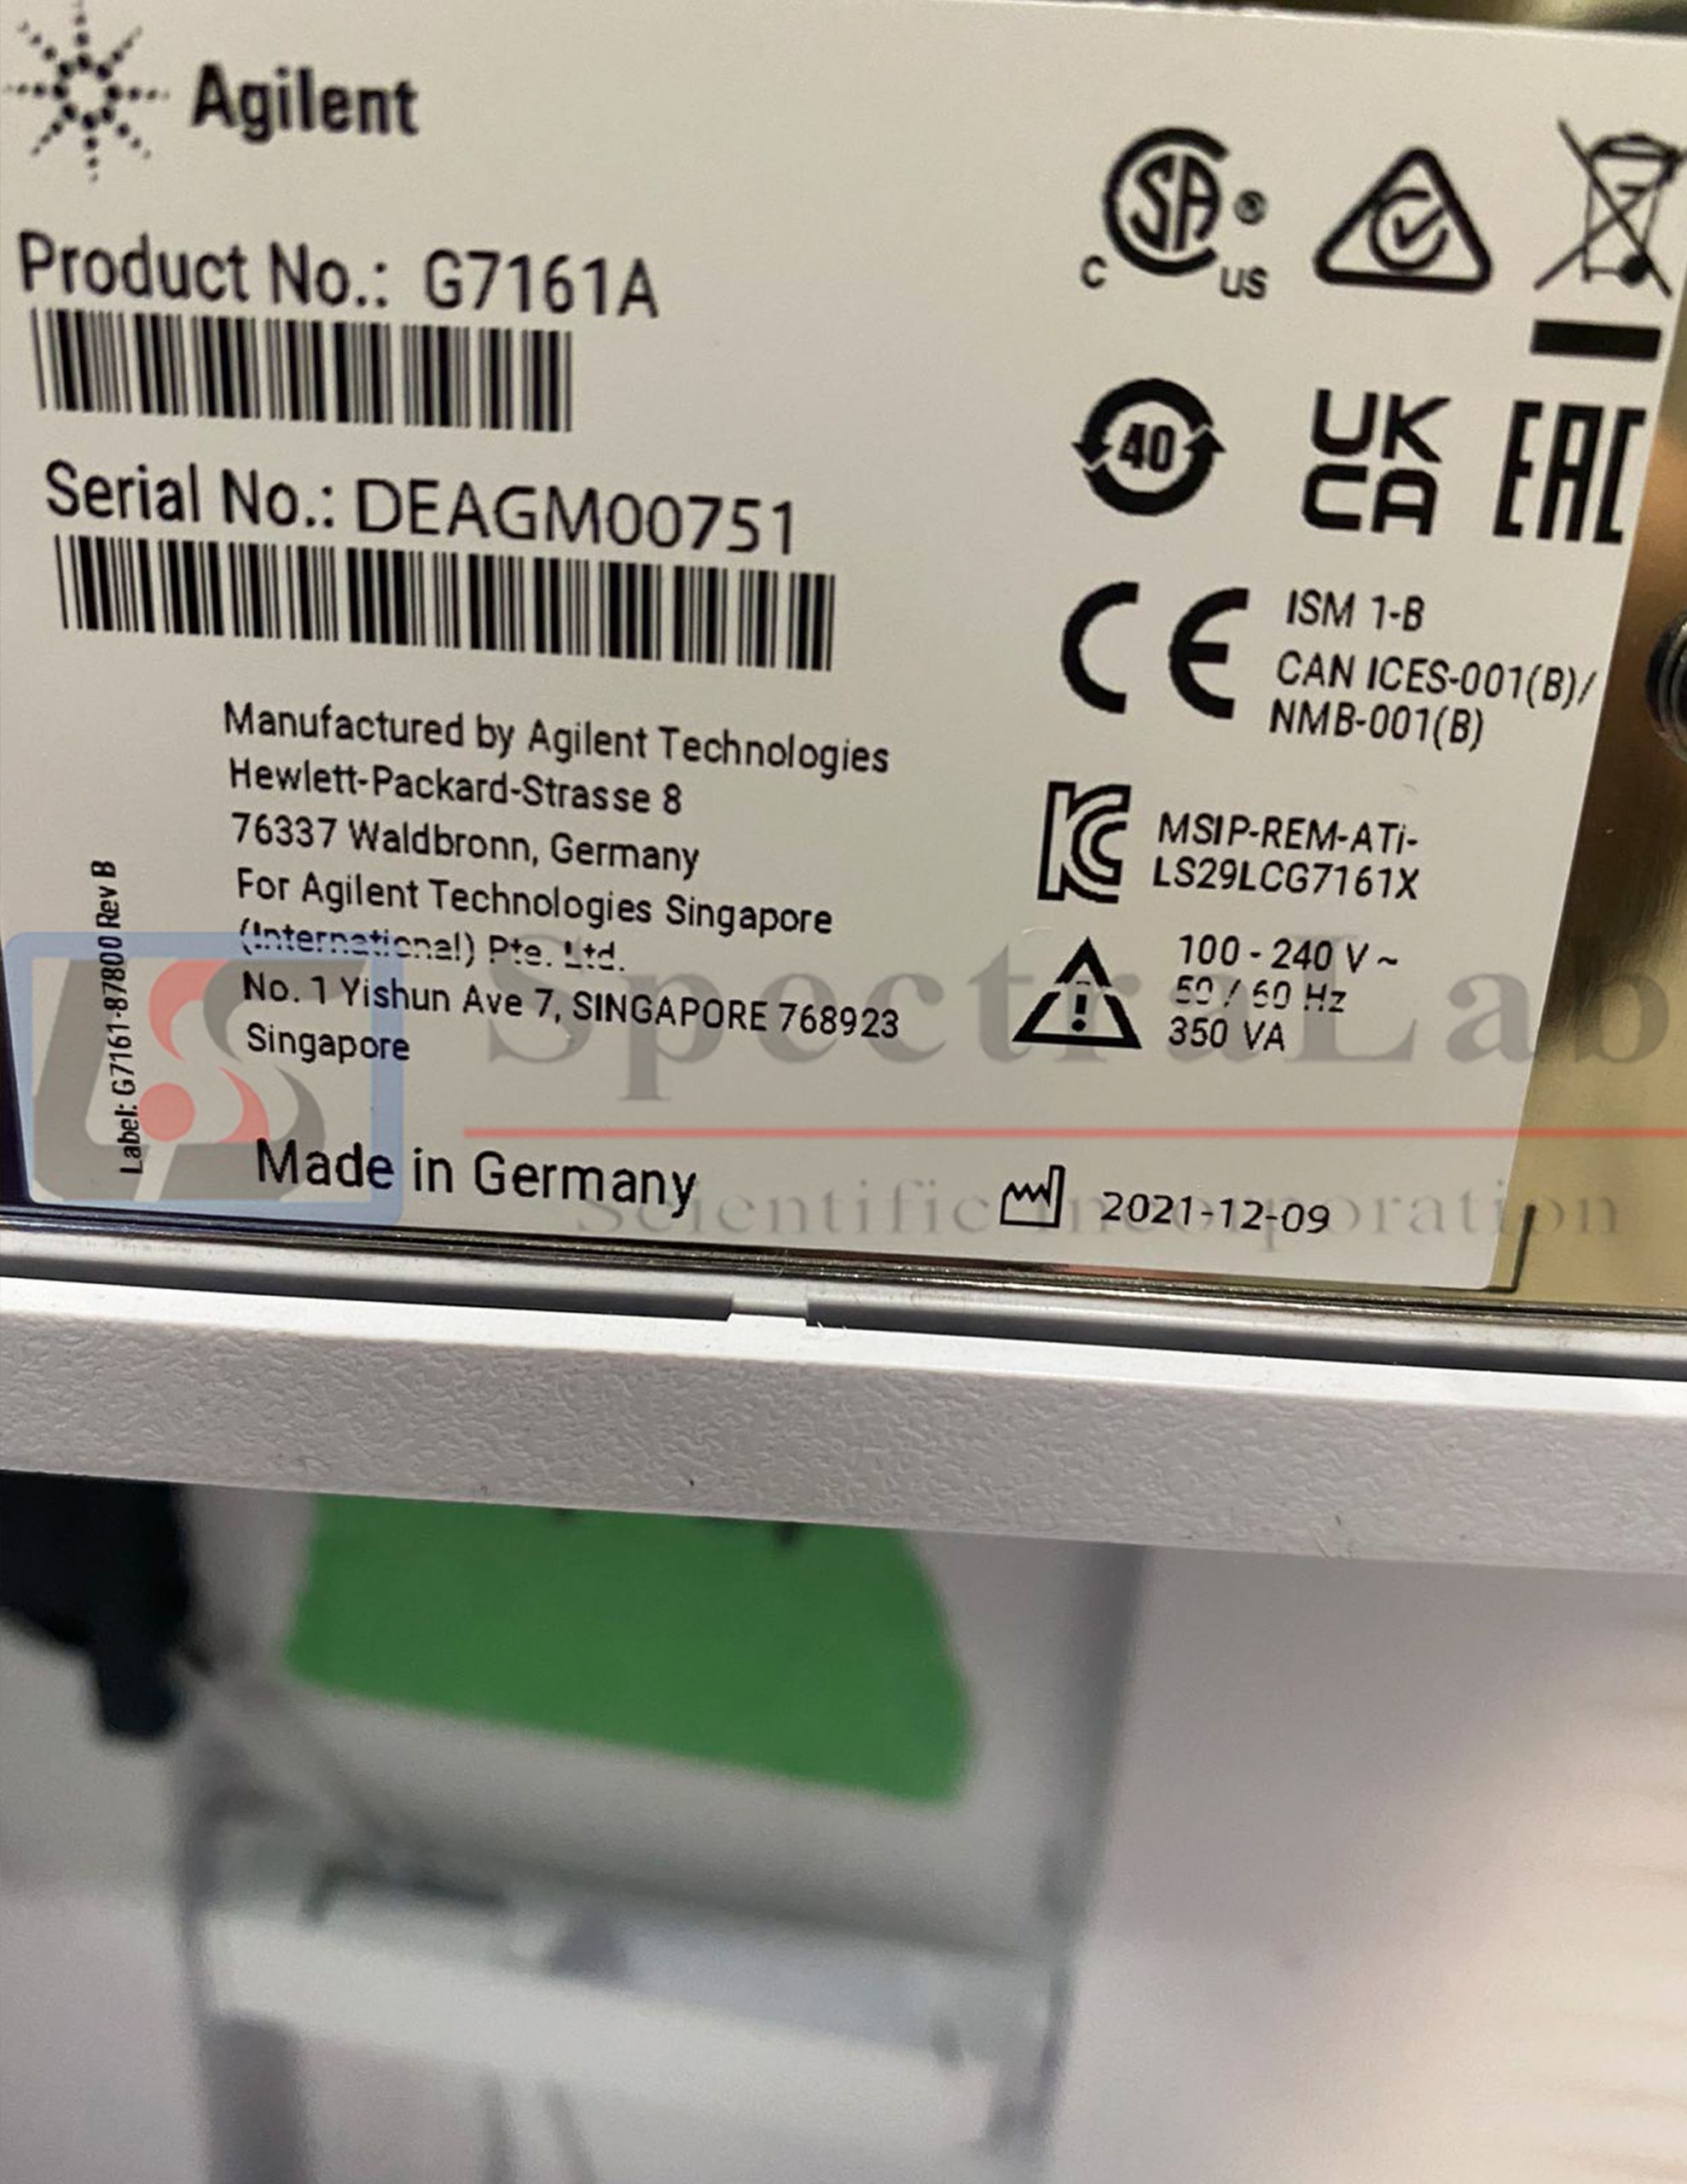 Agilent
Product No.: G7161A
Serial No.: DEAGM00751
Manufactured by Agilent Technologies
Hewlett-Packard-Strasse 8
76337 Waldbronn, Germany
For Agilent Technologies Singapore
(International) Pte. Ltd.
No. 1 Yishun Ave 7, SINGAPORE 768923
Singapore
Label: G7161-87800 Rev B
Made in Germany
2021-12-09
C SA ® US
40
UK
CA
EAC
CE
ISM 1-B
CAN ICES-001(B)/
NMB-001(B)
KC
MSIP-REM-ATi-
LS29LCG7161X
100 - 240 V ~
50 / 60 Hz
350 VA
SpectraLab
Scientific Incorporation